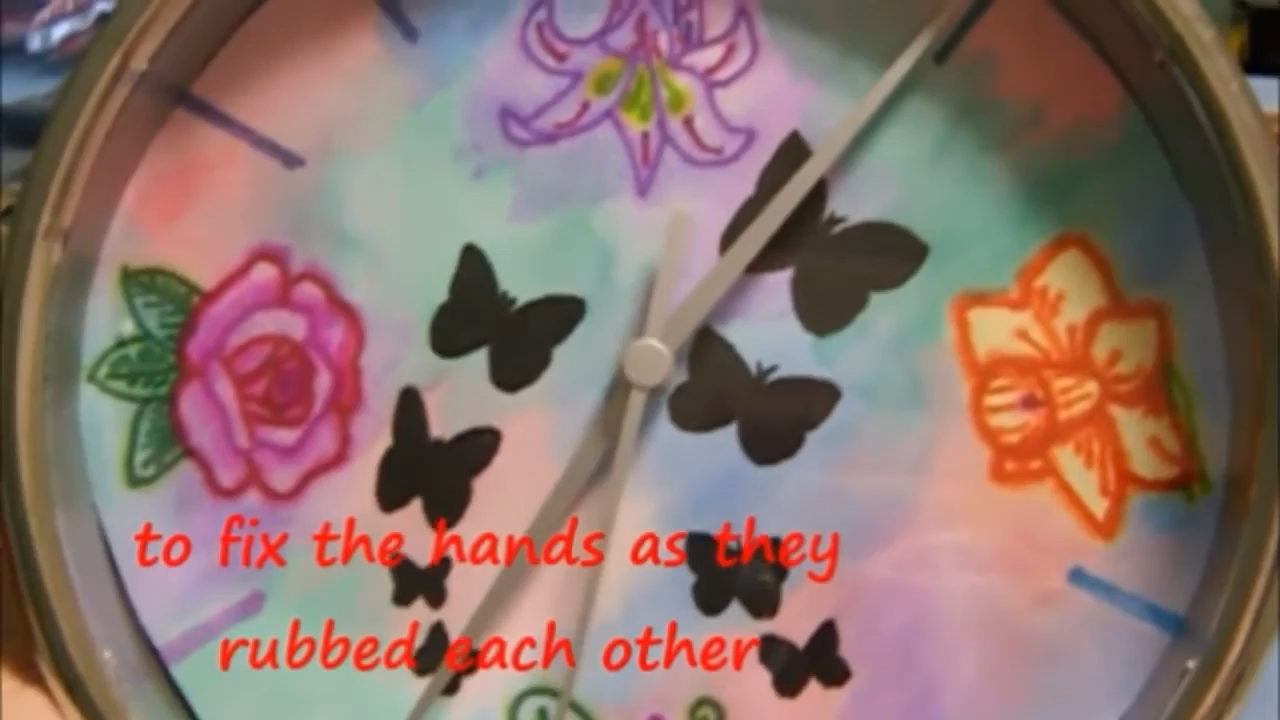 to fix the hands as they
rubbed each other